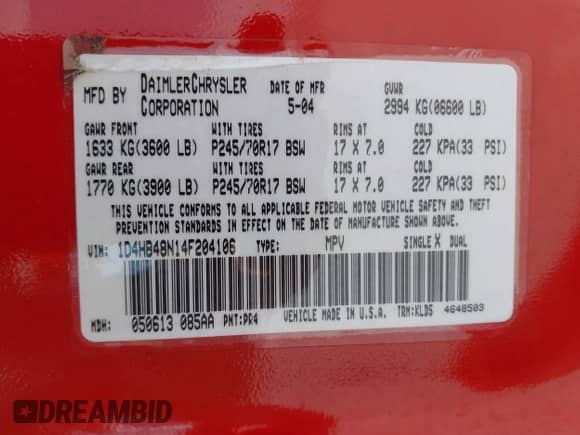 MFD BY DAIMLERCHRYSLER CORPORATION DATE OF MFR 5-04 GVWR 2994 KG(06600 LB)
GAWR FRONT WITH TIRES RIMS AT COLD
1633 KG(3600 LB) P245/70R17 BSW 17 X 7.0 227 KPA(33 PSI)
GAWR REAR WITH TIRES RIMS AT COLD
1770 KG(3900 LB) P245/70R17 BSW 17 X 7.0 227 KPA(33 PSI)
THIS VEHICLE CONFORMS TO ALL APPLICABLE FEDERAL MOTOR VEHICLE SAFETY AND THEFT
PREVENTION STANDARDS IN EFFECT ON THE DATE OF MANUFACTURE SHOWN ABOVE.
VIN: 1D4HB48N14F204106 TYPE: MPV SINGLE X DUAL
MDH: 050613 085AA PNT:PR4 VEHICLE MADE IN U.S.A. TRM:KLD5 4648503
DREAMBID